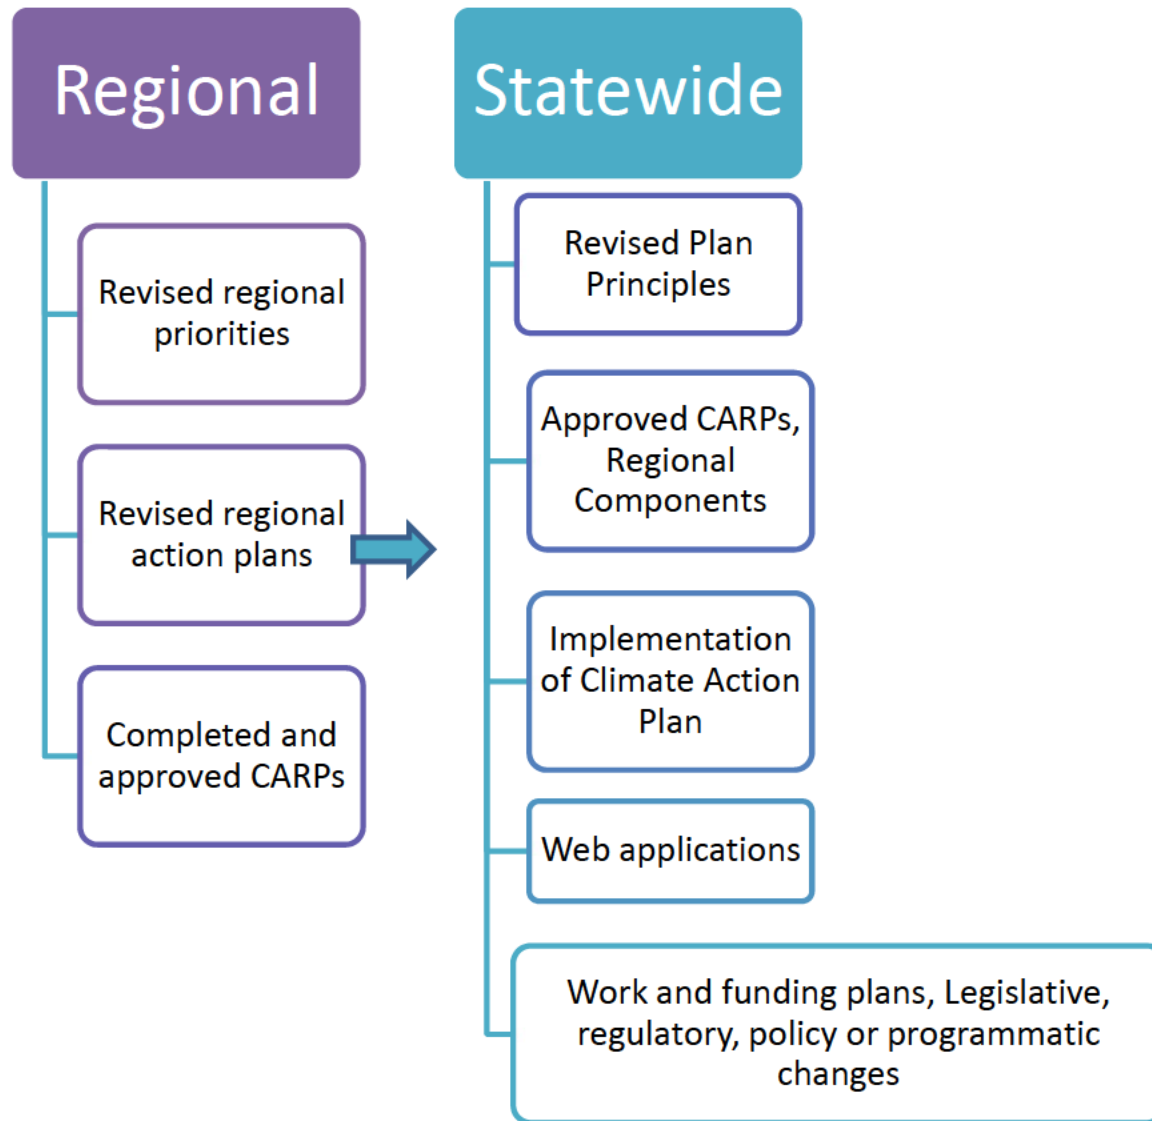 Regional
Revised regional
priorities
Revised regional
action plans
Completed and
approved CARPs
Statewide
Revised Plan
Principles
Approved CARPs,
Regional
Components
Implementation
of Climate Action
Plan
Web applications
Work and funding plans, Legislative,
regulatory, policy or programmatic
changes